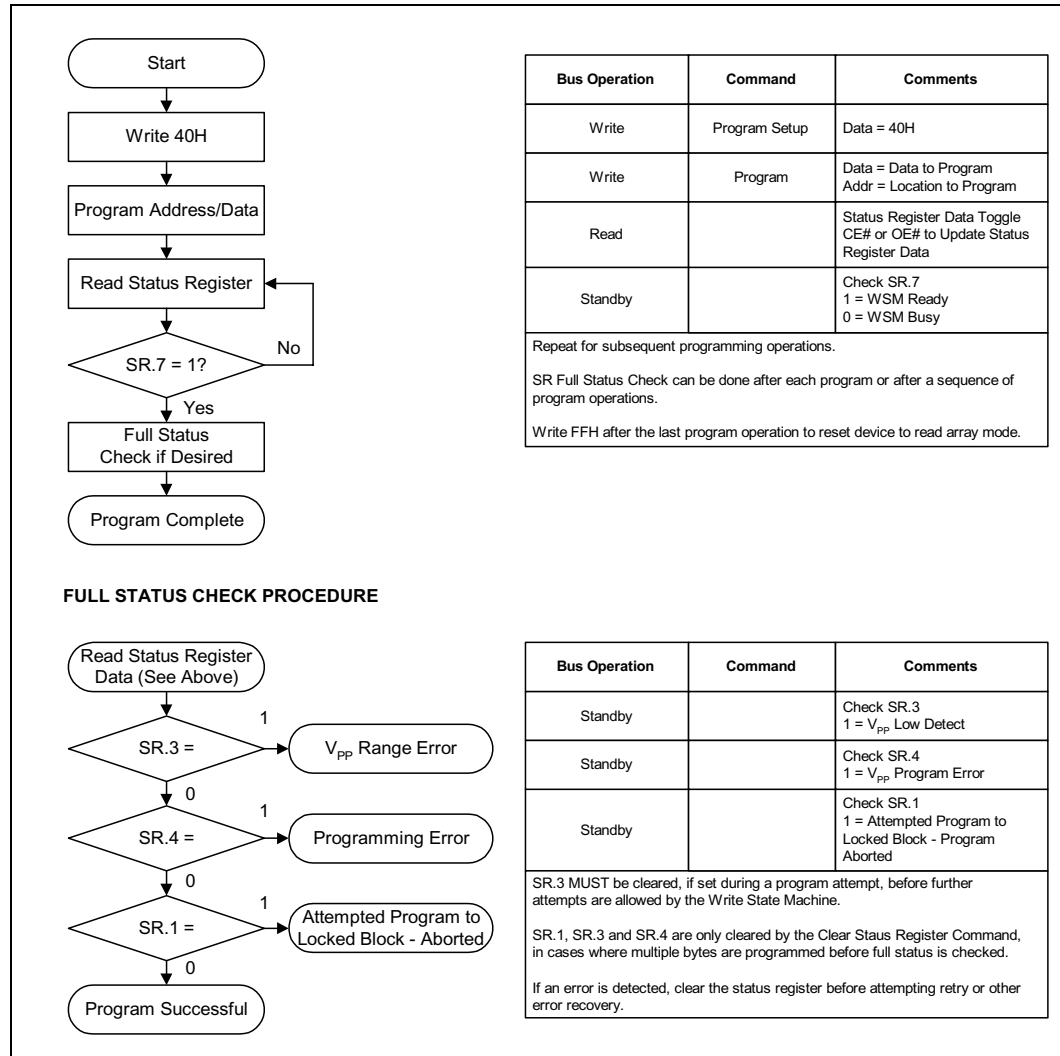 Start
Write 40H
Program Address/Data
Read Status Register
SR.7 = 1?
No
Yes
Full Status
Check if Desired
Program Complete
Bus Operation
Command
Comments
Write
Program Setup
Data = 40H
Write
Program
Data = Data to Program
Addr = Location to Program
Read
Status Register Data Toggle
CE# or OE# to Update Status
Register Data
Standby
Check SR.7
1 = WSM Ready
0 = WSM Busy
Repeat for subsequent programming operations.
SR Full Status Check can be done after each program or after a sequence of
program operations.
Write FFH after the last program operation to reset device to read array mode.
FULL STATUS CHECK PROCEDURE
Read Status Register
Data (See Above)
SR.3 =
1
VPP Range Error
0
SR.4 =
1
Programming Error
0
SR.1 =
1
Attempted Program to
Locked Block - Aborted
0
Program Successful
Bus Operation
Command
Comments
Standby
Check SR.3
1 = VPP Low Detect
Standby
Check SR.4
1 = VPP Program Error
Standby
Check SR.1
1 = Attempted Program to
Locked Block - Program
Aborted
SR.3 MUST be cleared, if set during a program attempt, before further
attempts are allowed by the Write State Machine.
SR.1, SR.3 and SR.4 are only cleared by the Clear Staus Register Command,
in cases where multiple bytes are programmed before full status is checked.
If an error is detected, clear the status register before attempting retry or other
error recovery.